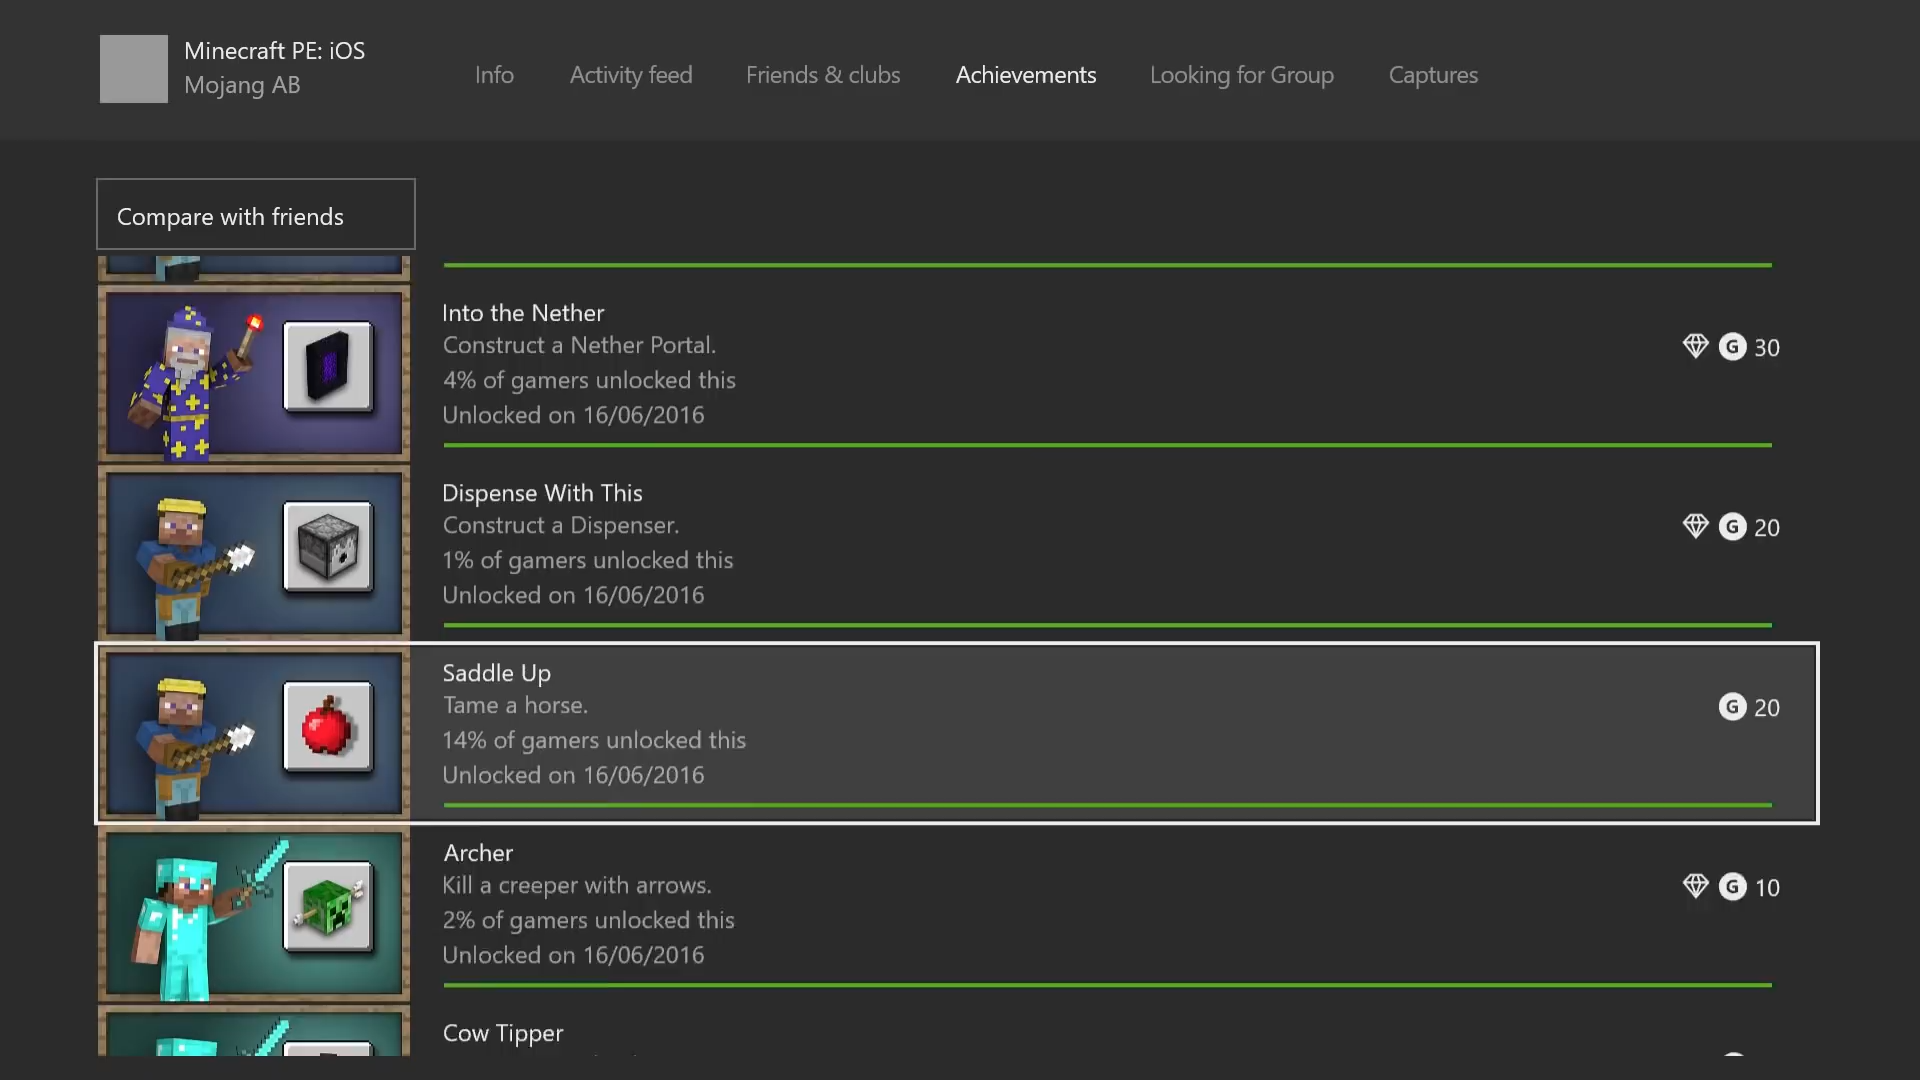 Minecraft PE: iOS
Mojang AB
Info
Activity feed
Friends & clubs
Achievements
Looking for Group
Captures
Compare with friends
Into the Nether
Construct a Nether Portal.
4% of gamers unlocked this
Unlocked on 16/06/2016
G 30
Dispense With This
Construct a Dispenser.
1% of gamers unlocked this
Unlocked on 16/06/2016
G 20
Saddle Up
Tame a horse.
14% of gamers unlocked this
Unlocked on 16/06/2016
G 20
Archer
Kill a creeper with arrows.
2% of gamers unlocked this
Unlocked on 16/06/2016
G 10
Cow Tipper